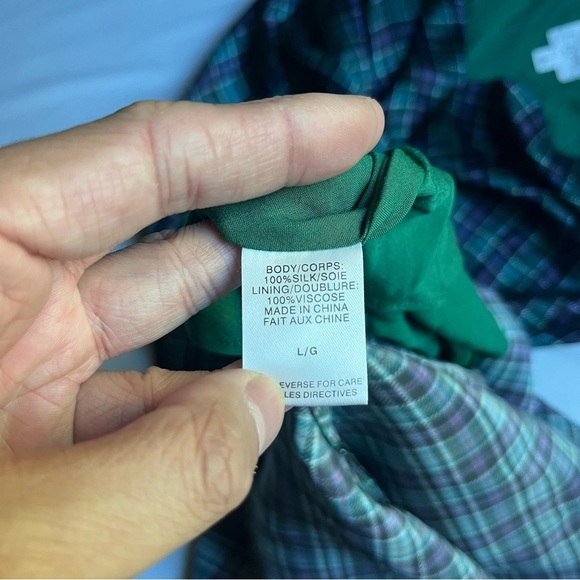 BODY/CORPS:
100%SILK/SOIE
LINING/DOUBLURE:
100%VISCOSE
MADE IN CHINA
FAIT AUX CHINE
L/G
EVERSE FOR CARE
LES DIRECTIVES